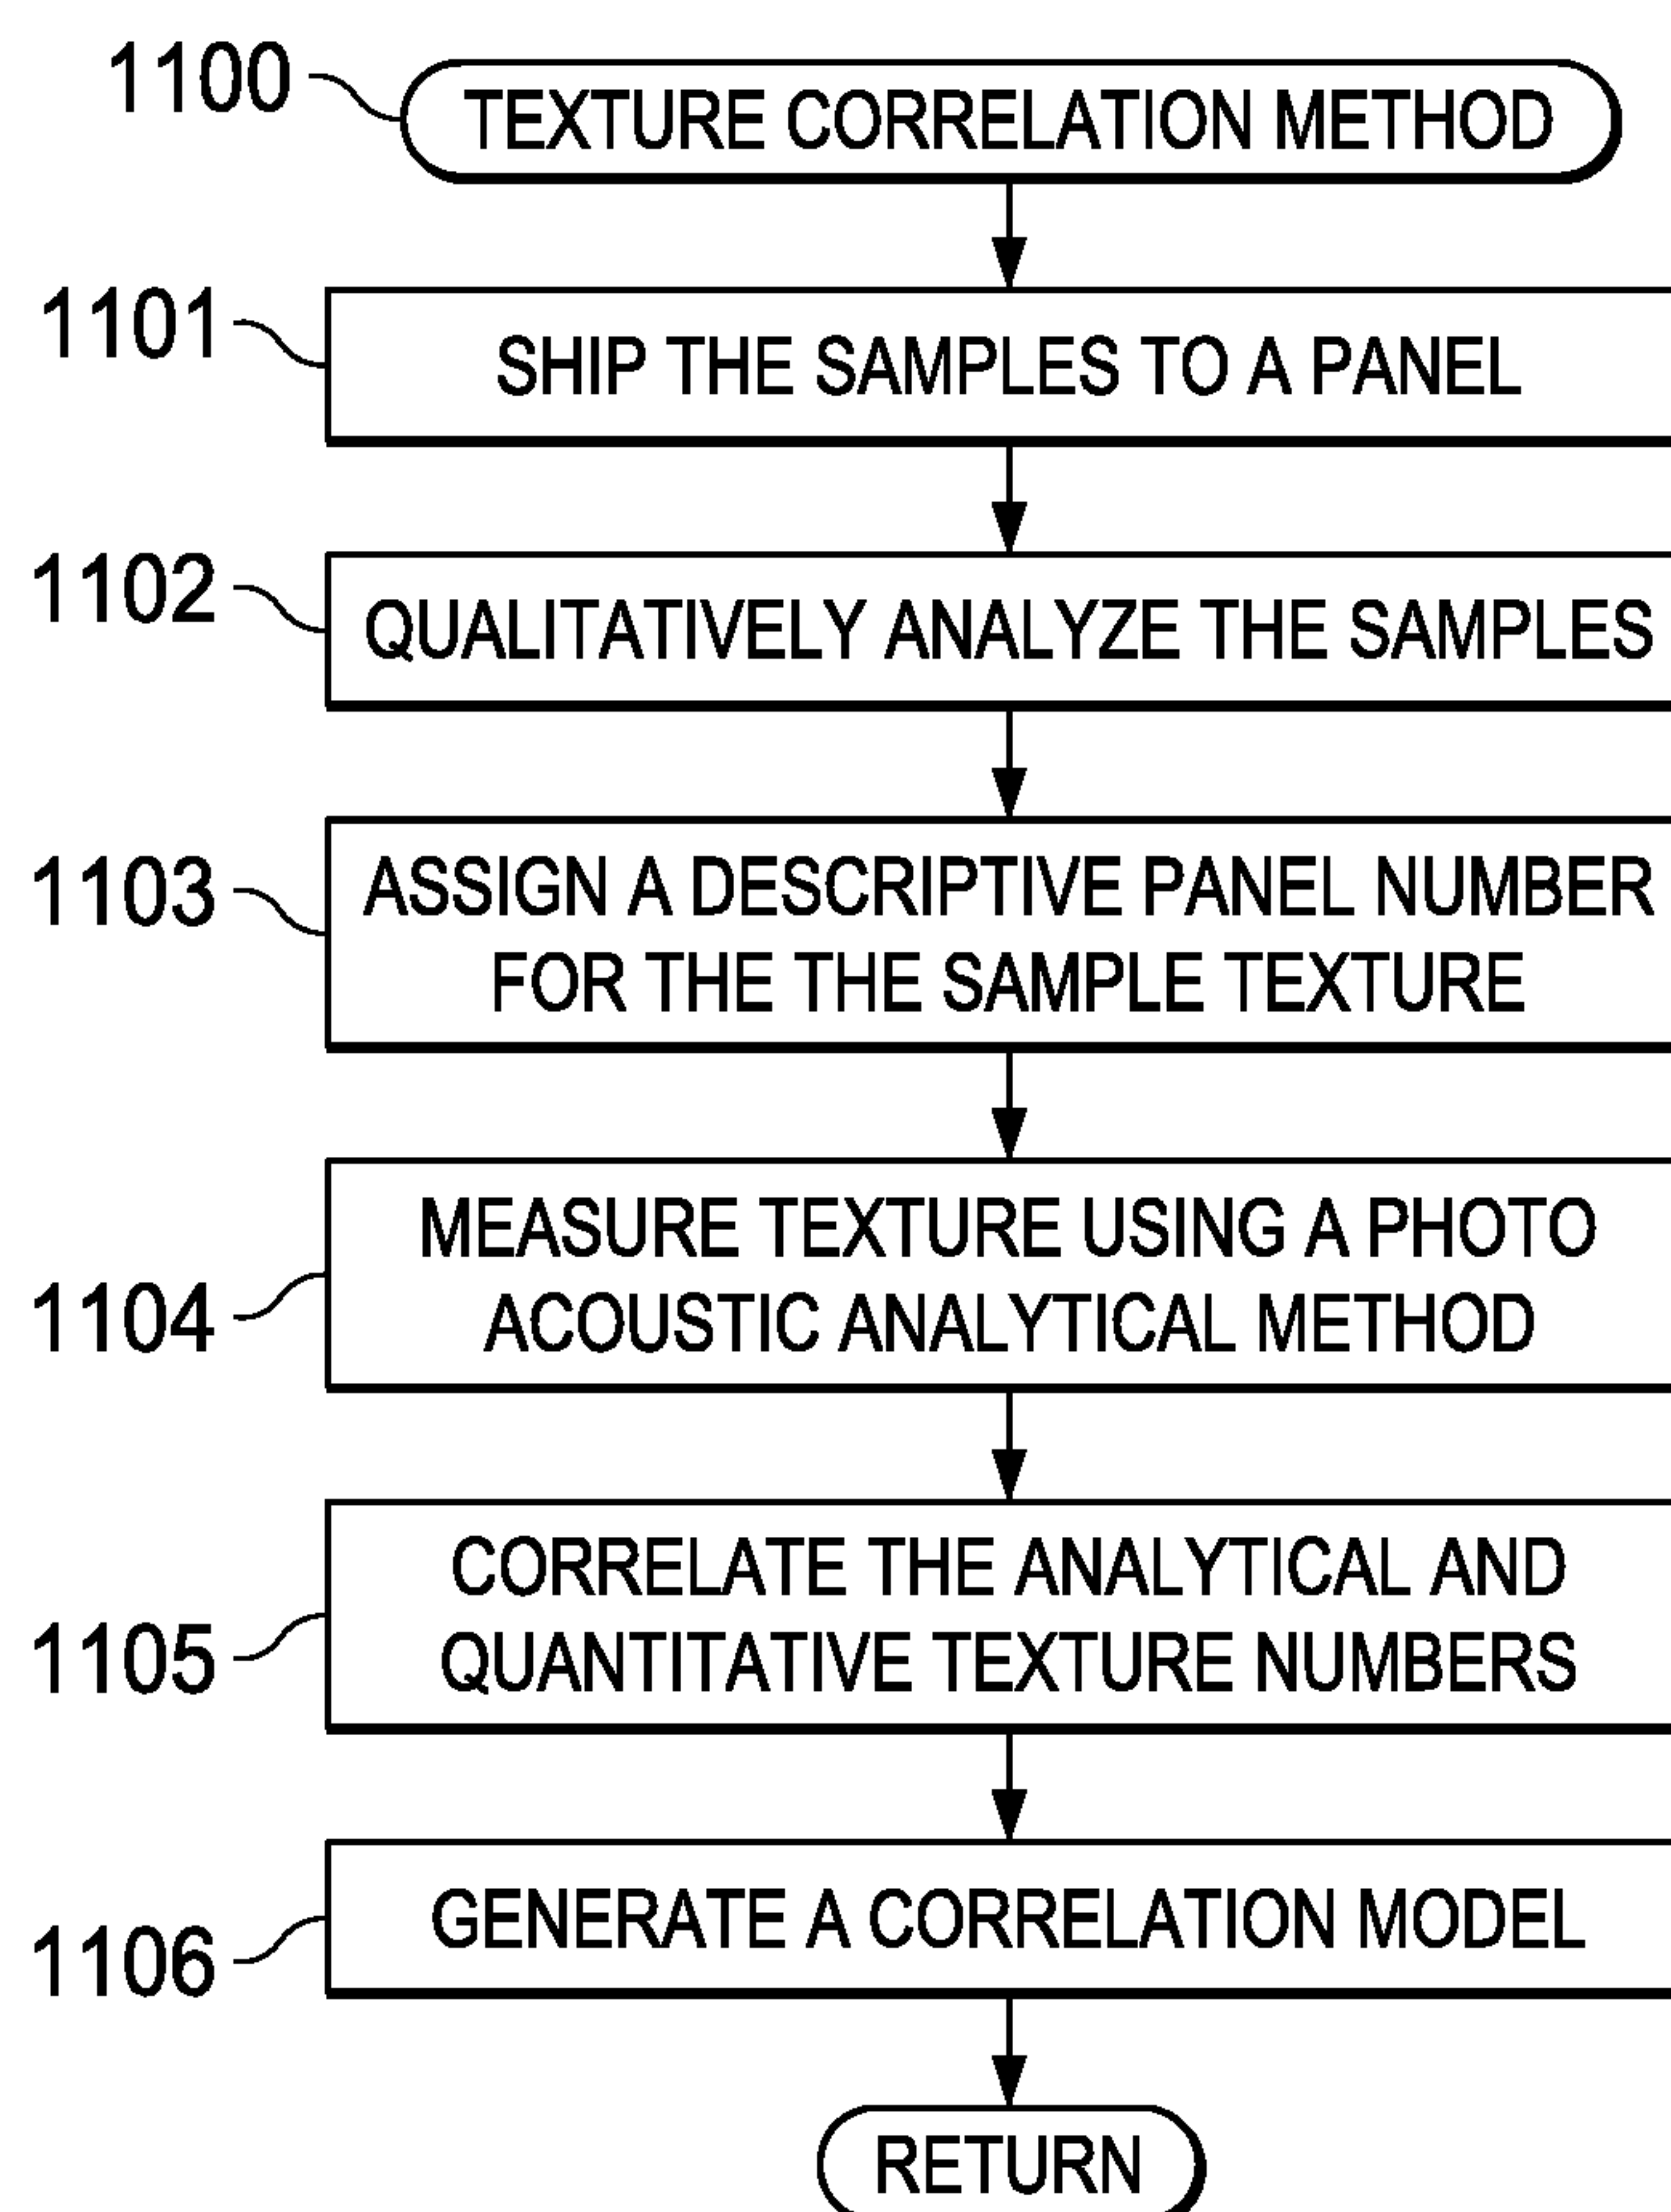 1100
TEXTURE CORRELATION METHOD
1101
SHIP THE SAMPLES TO A PANEL
1102
QUALITATIVELY ANALYZE THE SAMPLES
1103
ASSIGN A DESCRIPTIVE PANEL NUMBER
FOR THE THE SAMPLE TEXTURE
1104
MEASURE TEXTURE USING A PHOTO
ACOUSTIC ANALYTICAL METHOD
1105
CORRELATE THE ANALYTICAL AND
QUANTITATIVE TEXTURE NUMBERS
1106
GENERATE A CORRELATION MODEL
RETURN